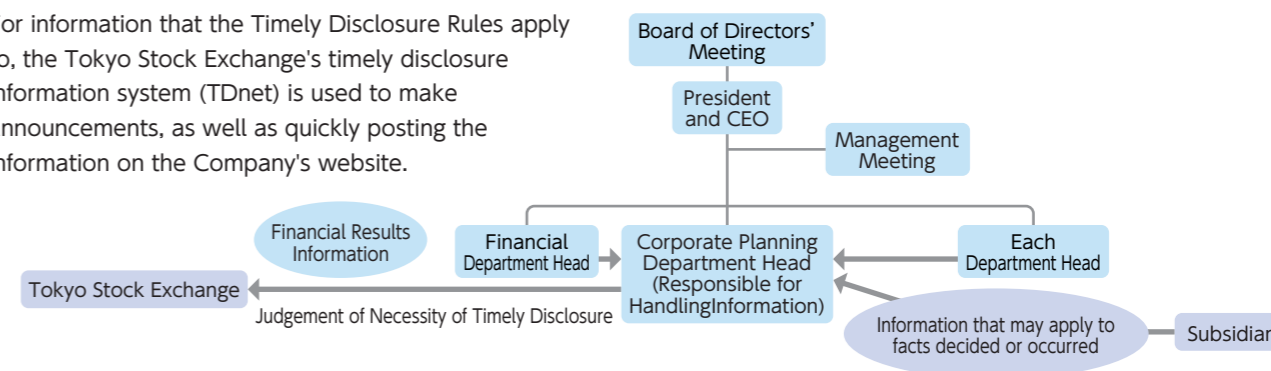 or information that the Timely Disclosure Rules apply
o, the Tokyo Stock Exchange's timely disclosure
nformation system (TDnet) is used to make
nnouncements, as well as quickly posting the
nformation on the Company's website.
Board of Directors'
Meeting
President
and CEO
Management
Meeting
Financial Results
Information
Financial
Department Head
Corporate Planning
Department Head
(Responsible for
HandlingInformation)
Each
Department Head
Tokyo Stock Exchange
Judgement of Necessity of Timely Disclosure
Information that may apply to
facts decided or occurred
Subsidiar